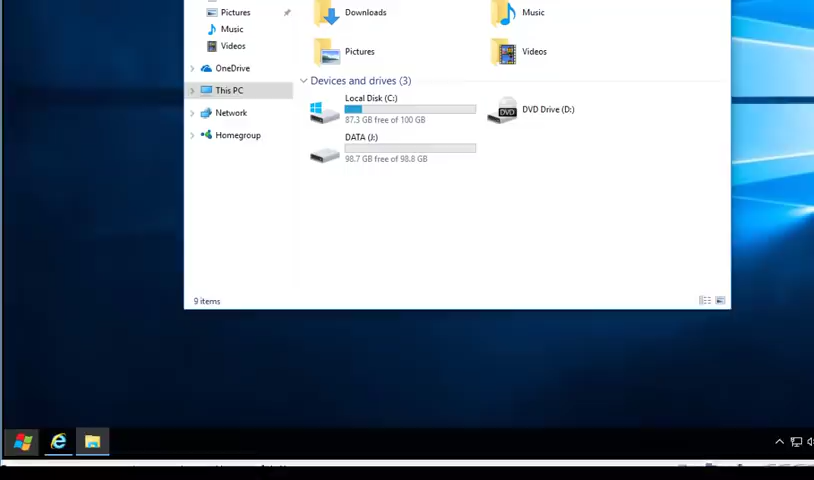 Pictures
Downloads
Music
Music
Videos
Pictures
Videos
OneDrive
Devices and drives (3)
This PC
Local Disk (C:)
87.3 GB free of 100 GB
DVD
DVD Drive (D:)
Network
Homegroup
DATA (J:)
98.7 GB free of 98.8 GB
9 items